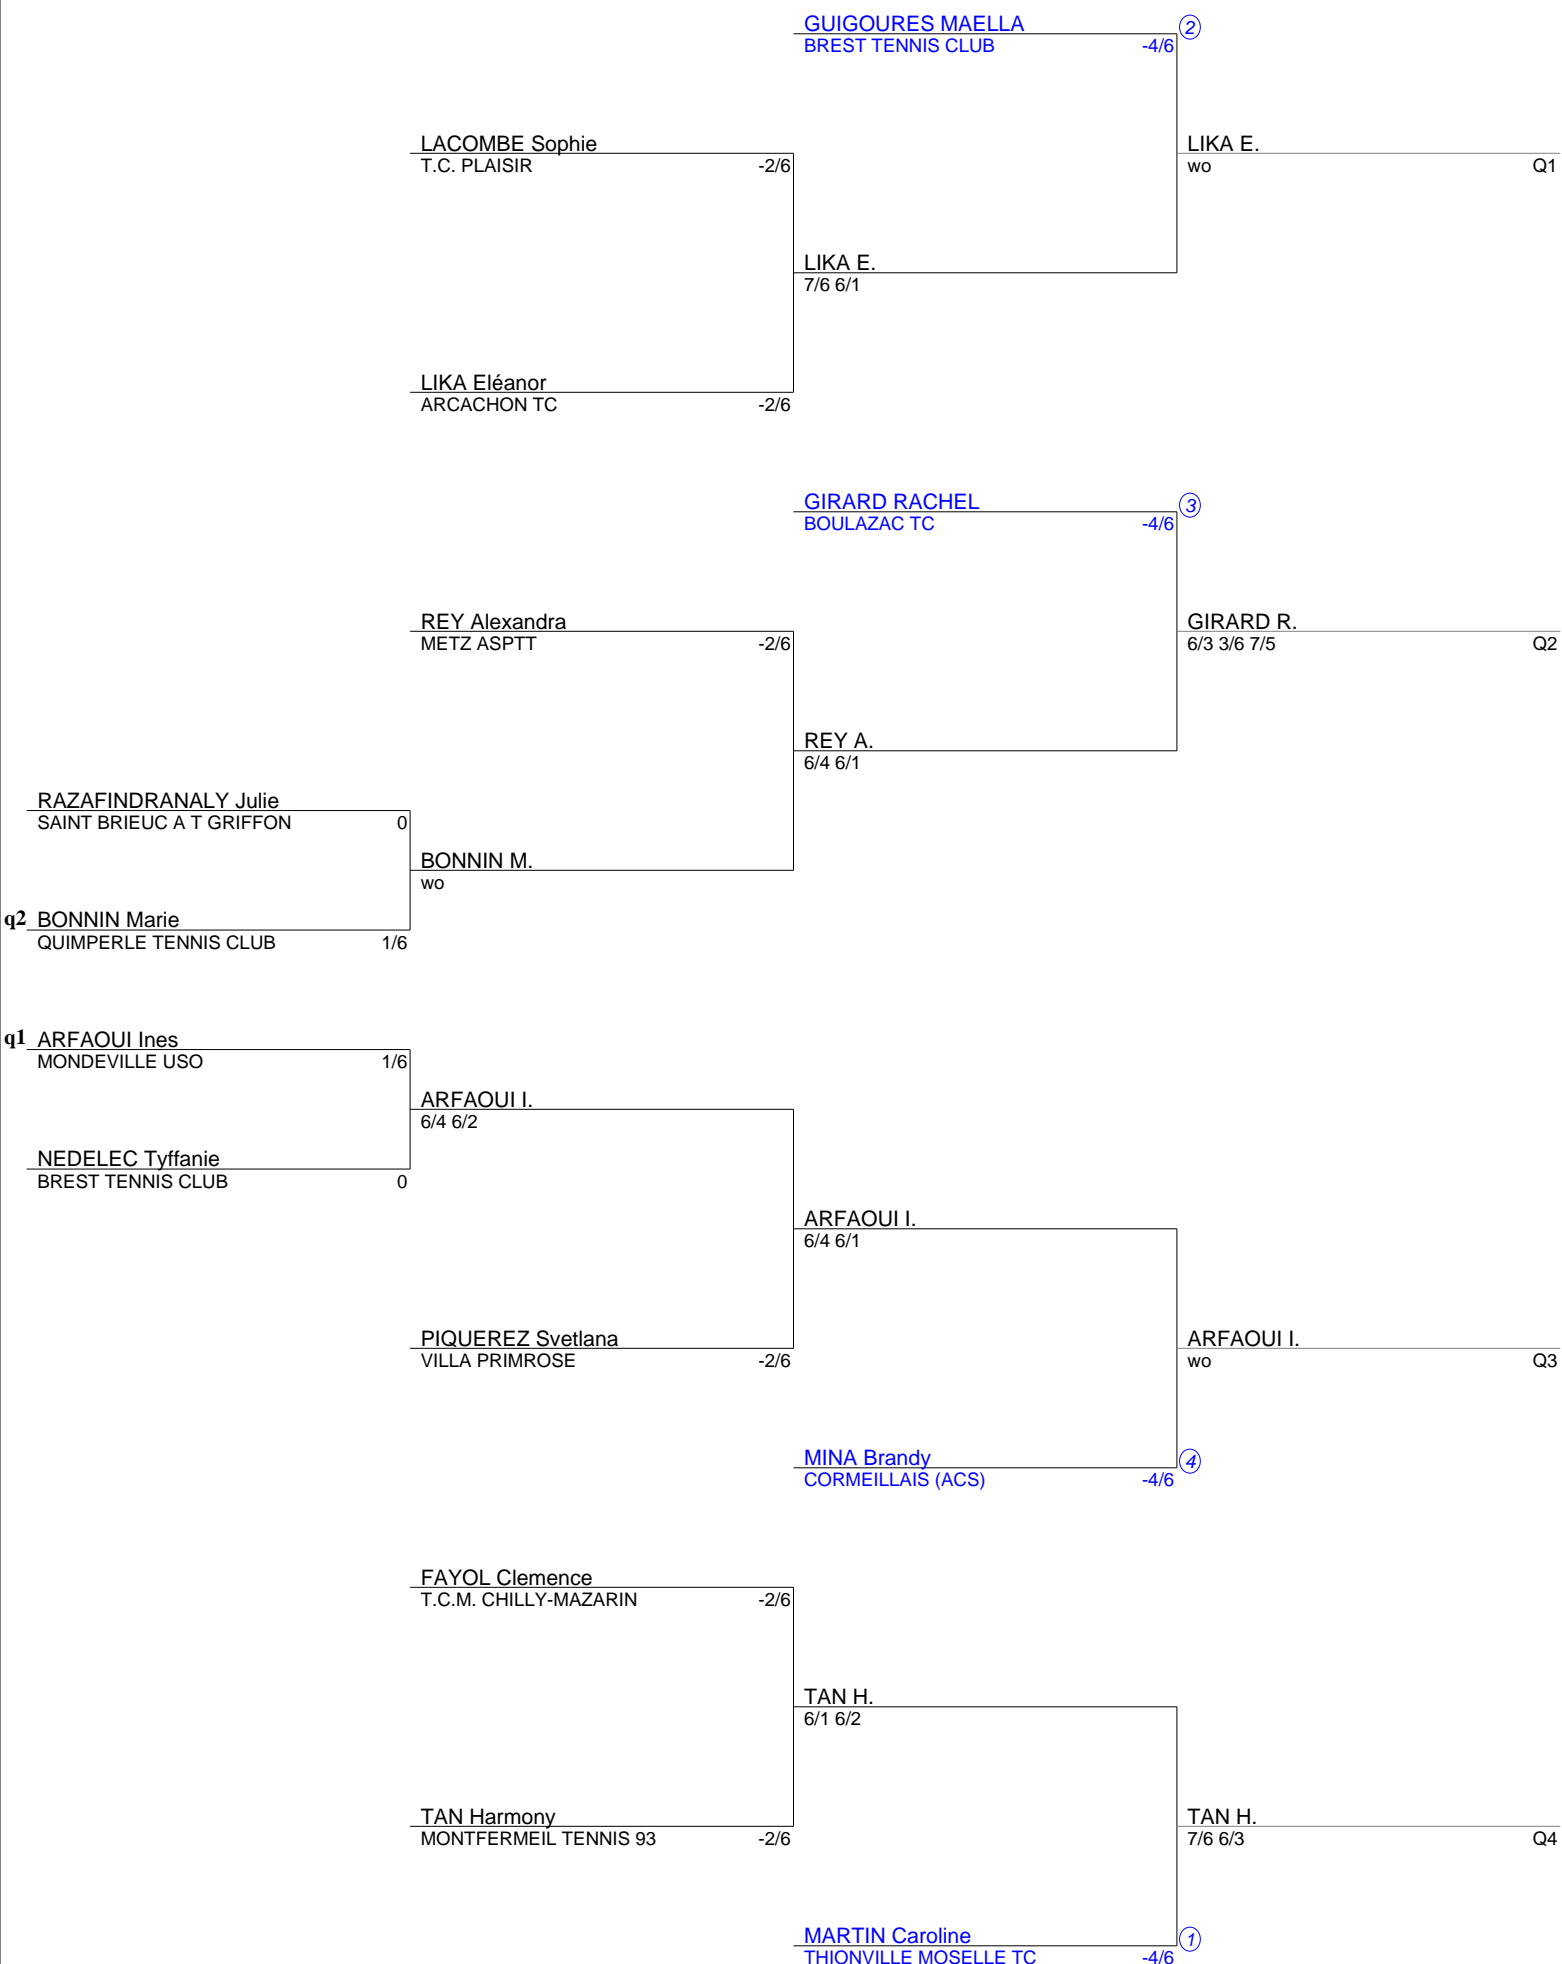 GUIGOURES MAELLA 2
BREST TENNIS CLUB -4/6
LACOMBE Sophie
T.C. PLAISIR -2/6
LIKA E.
wo Q1
LIKA E.
7/6 6/1
LIKA Eléanor
ARCACHON TC -2/6
GIRARD RACHEL 3
BOULAZAC TC -4/6
REY Alexandra
METZ ASPTT -2/6
GIRARD R.
6/3 3/6 7/5 Q2
REY A.
6/4 6/1
RAZAFINDRANALY Julie
SAINT BRIEUC A T GRIFFON 0
BONNIN M.
wo
q2 BONNIN Marie
QUIMPERLE TENNIS CLUB 1/6
q1 ARFAOUI Ines
MONDEVILLE USO 1/6
ARFAOUI I.
6/4 6/2
NEDELEC Tyffanie
BREST TENNIS CLUB 0
ARFAOUI I.
6/4 6/1
PIQUEREZ Svetlana
VILLA PRIMROSE -2/6
ARFAOUI I.
wo Q3
MINA Brandy 4
CORMEILLAIS (ACS) -4/6
FAYOL Clemence
T.C.M. CHILLY-MAZARIN -2/6
TAN H.
6/1 6/2
TAN Harmony
MONTFERMEIL TENNIS 93 -2/6
TAN H.
7/6 6/3 Q4
MARTIN Caroline 1
THIONVILLE MOSELLE TC -4/6